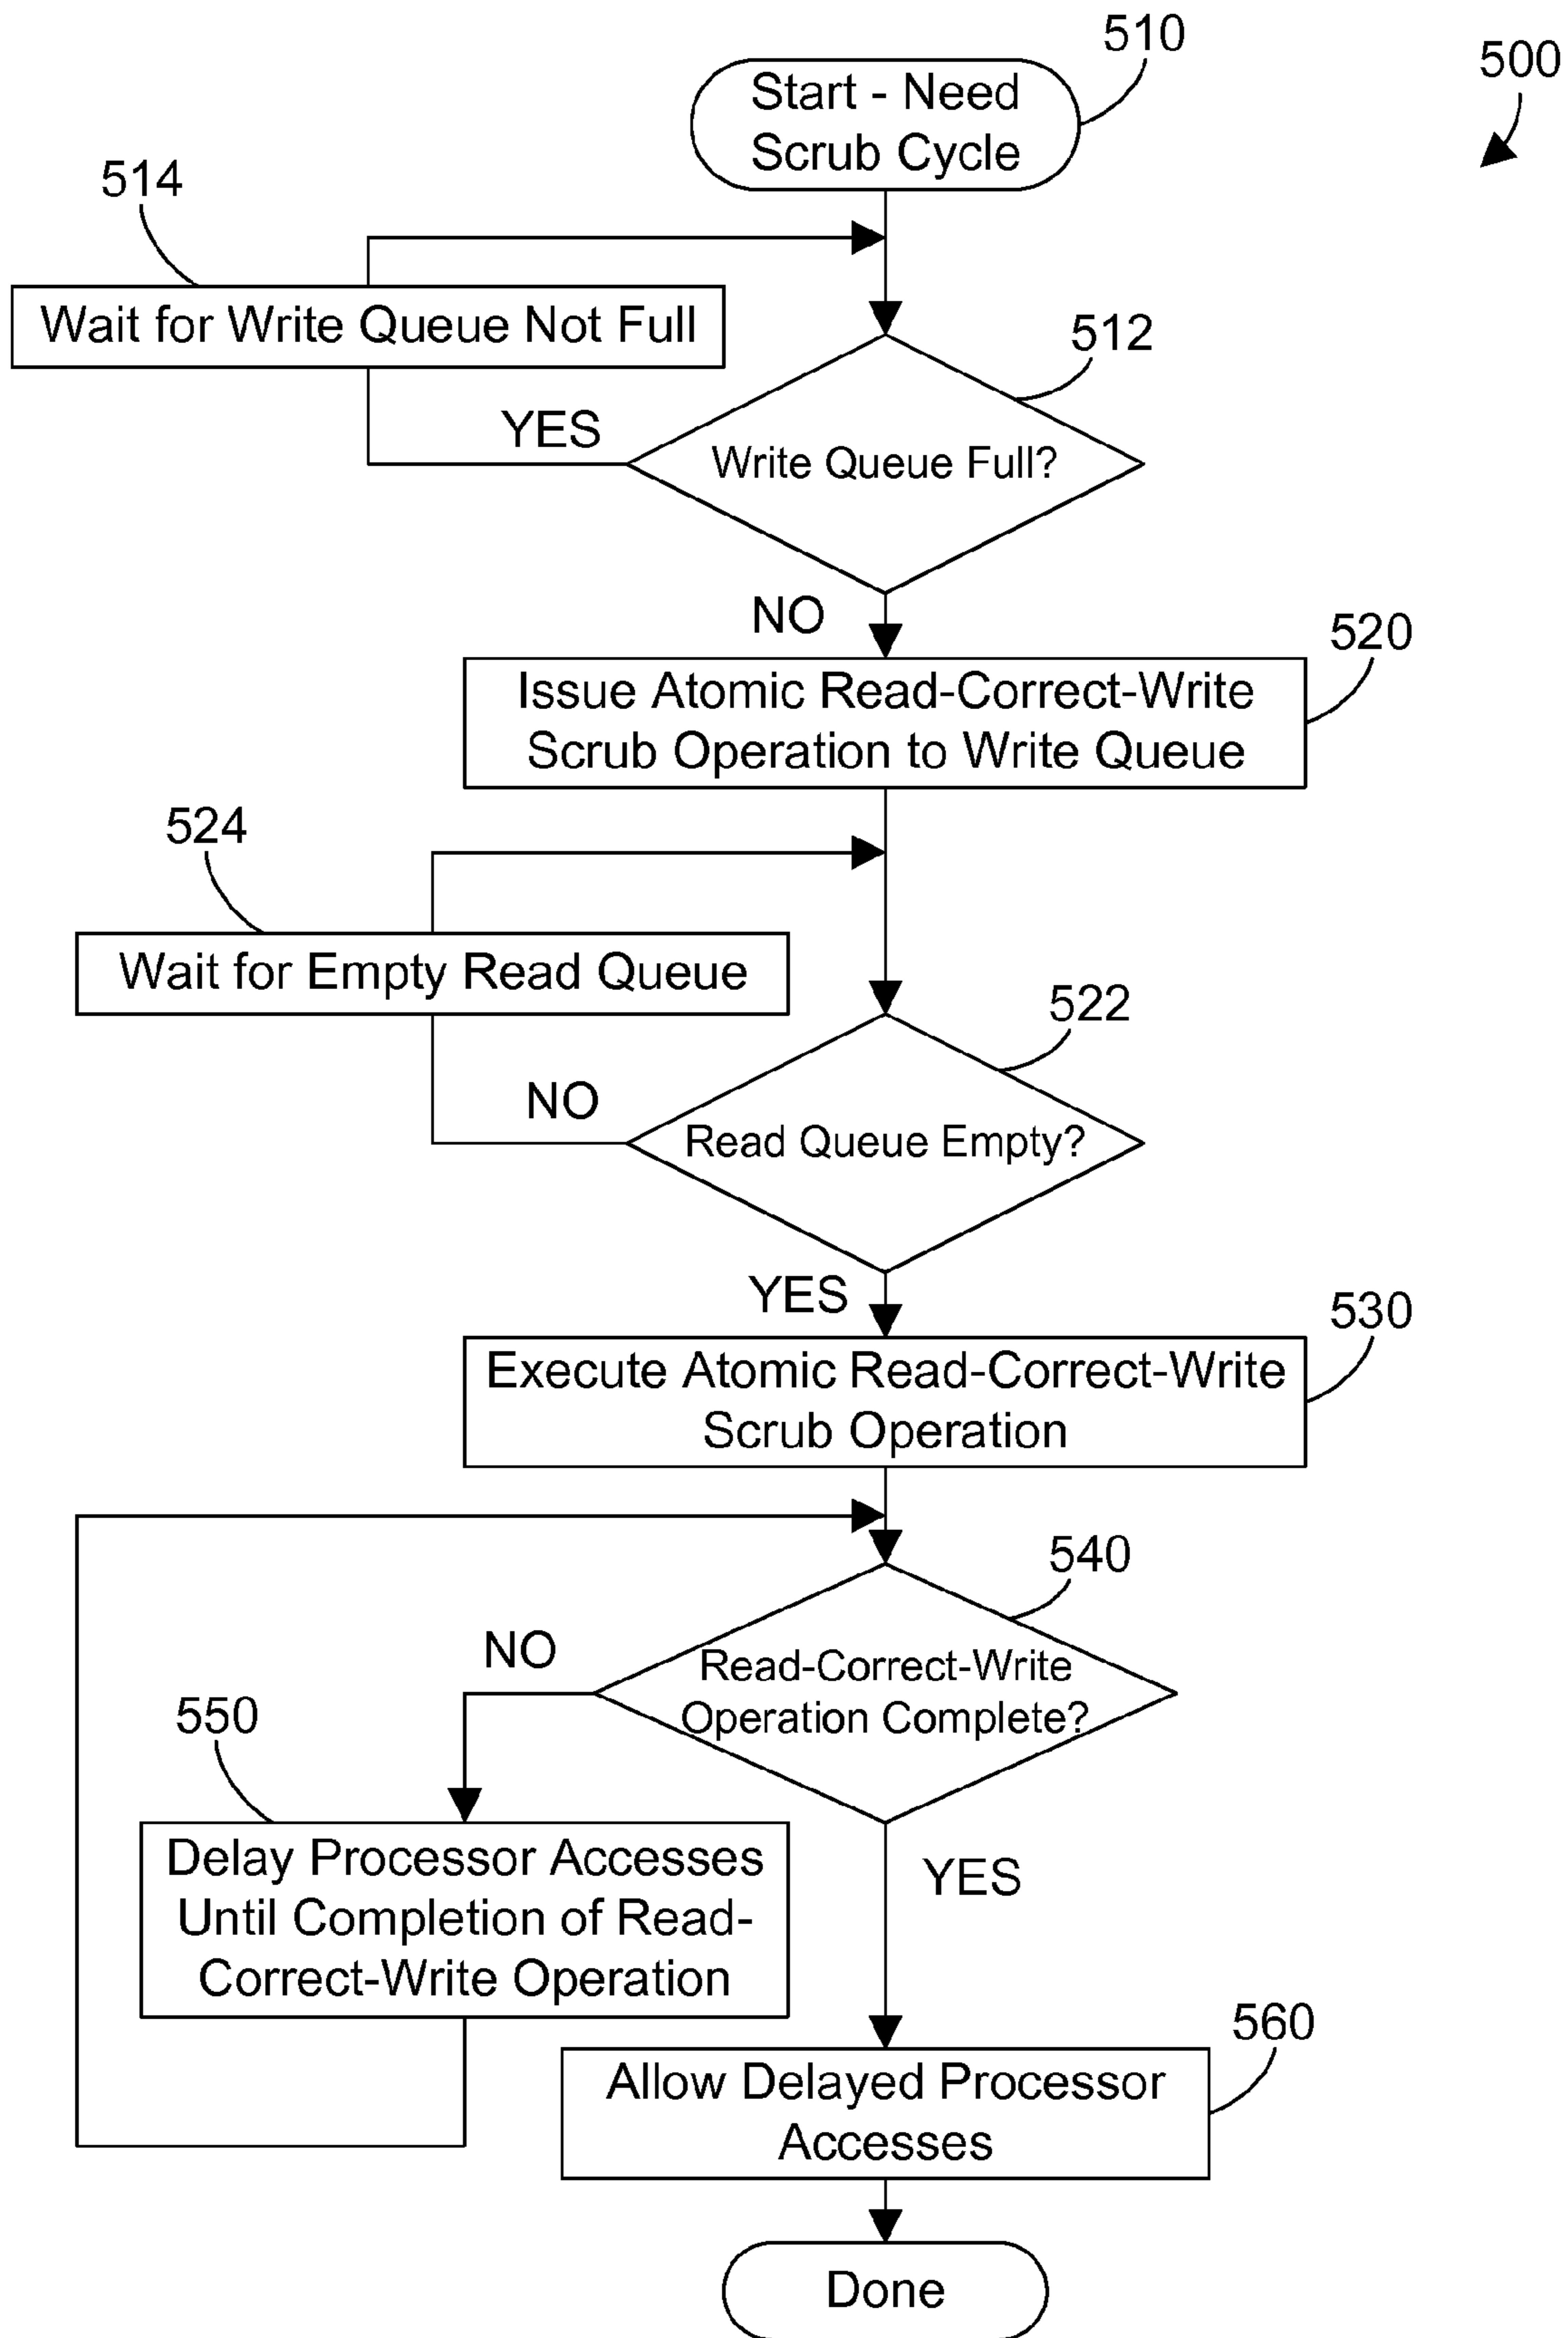 510
500
Start - Need
Scrub Cycle
514
Wait for Write Queue Not Full
512
YES
Write Queue Full?
NO
520
Issue Atomic Read-Correct-Write
Scrub Operation to Write Queue
524
Wait for Empty Read Queue
522
NO
Read Queue Empty?
YES
530
Execute Atomic Read-Correct-Write
Scrub Operation
540
NO
Read-Correct-Write
Operation Complete?
550
Delay Processor Accesses
Until Completion of Read-
Correct-Write Operation
YES
560
Allow Delayed Processor
Accesses
Done